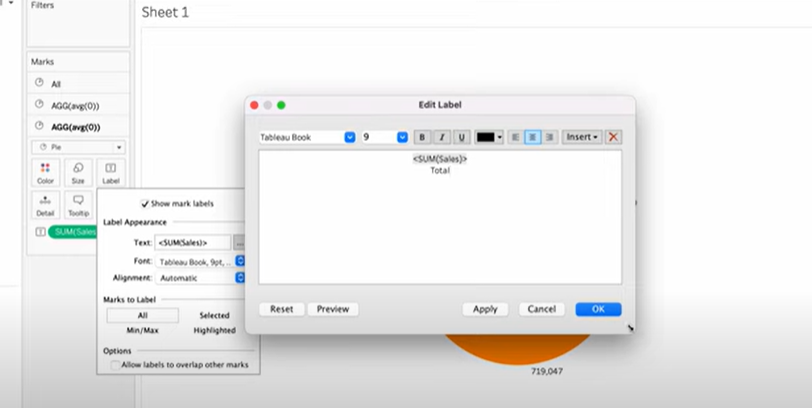 Filters
Sheet 1
Marks
All
AGG(avg(0))
AGG(avg(0))
Pie
Color Size Label
Detail Tooltip
SUM(Sales
Show mark labels
Label Appearance
Text: <SUM(Sales)> ...
Font: Tableau Book, 9pt, ...
Alignment: Automatic
Marks to Label
All Selected
Min/Max Highlighted
Options
Allow labels to overlap other marks
Edit Label
Tableau Book 9 B I U Insert
<SUM(Sales)>
Total
Reset Preview Apply Cancel OK
719,047